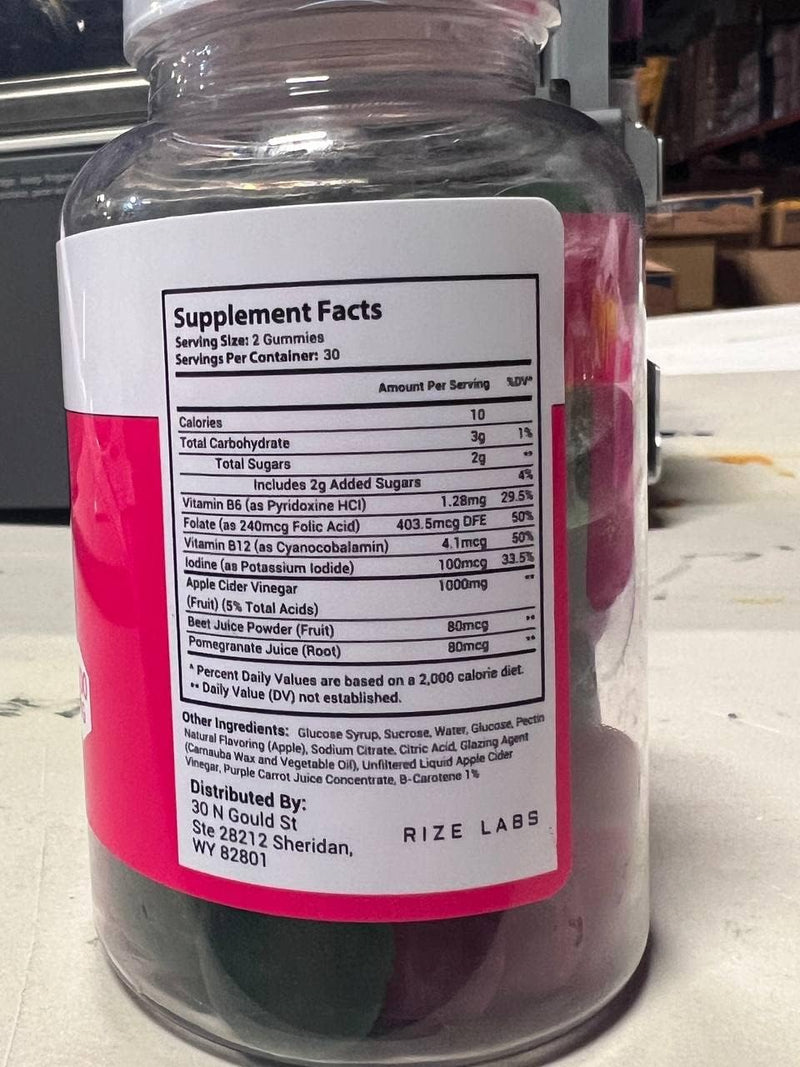 Supplement Facts
Serving Size: 2 Gummies
Servings Per Container: 30
Amount Per Serving %DV*
Calories 10
Total Carbohydrate 3g 1%
Total Sugars 2g **
Includes 2g Added Sugars 4%
Vitamin B6 (as Pyridoxine HCl) 1.28mg 29.5%
Folate (as 240mcg Folic Acid) 403.5mcg DFE 50%
Vitamin B12 (as Cyanocobalamin) 4.1mcg 50%
Iodine (as Potassium Iodide) 100mcg 33.5%
Apple Cider Vinegar 1000mg **
(Fruit) (5% Total Acids)
Beet Juice Powder (Fruit) 80mcg **
Pomegranate Juice (Root) 80mcg **
* Percent Daily Values are based on a 2,000 calorie diet.
** Daily Value (DV) not established.
Other Ingredients: Glucose Syrup, Sucrose, Water, Glucose, Pectin
Natural Flavoring (Apple), Sodium Citrate, Citric Acid, Glazing Agent
(Carnauba Wax and Vegetable Oil), Unfiltered Liquid Apple Cider
Vinegar, Purple Carrot Juice Concentrate, B-Carotene 1%
Distributed By:
30 N Gould St
Ste 28212 Sheridan,
WY 82801
RIZE LABS